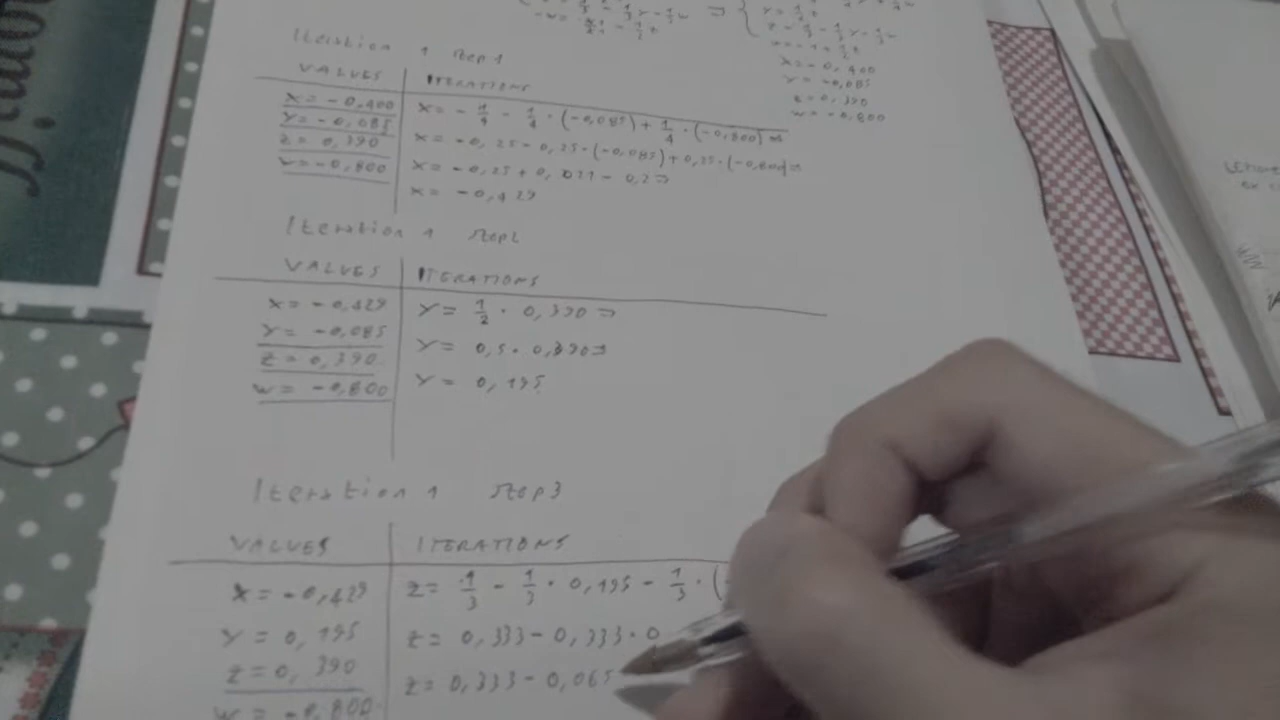 x = - 0,400
y = - 0,085
z = 0,390
w = - 0,800
Iteration 1 Step 1
VALUES ITERATIONS
x = - 0,400 x = - 1/4 - 1/4 · (-0,085) + 1/4 · (-0,800) ⇒
y = - 0,085 x = - 0,25 - 0,25 · (-0,085) + 0,25 · (-0,800) ⇒
z = 0,390 x = - 0,25 + 0,021 - 0,2 ⇒
w = - 0,800 x = - 0,429
Iteration 1 Step 2
VALUES ITERATIONS
x = - 0,429 y = 1/2 · 0,390 ⇒
y = - 0,085 y = 0,5 · 0,390 ⇒
z = 0,390 y = 0,195
w = - 0,800
Iteration 1 Step 3
VALUES ITERATIONS
x = - 0,429 z = 1/3 - 1/3 · 0,195 - 1/3 · (
y = 0,195 z = 0,333 - 0,333 · 0
z = 0,390 z = 0,333 - 0,065
w = - 0,800